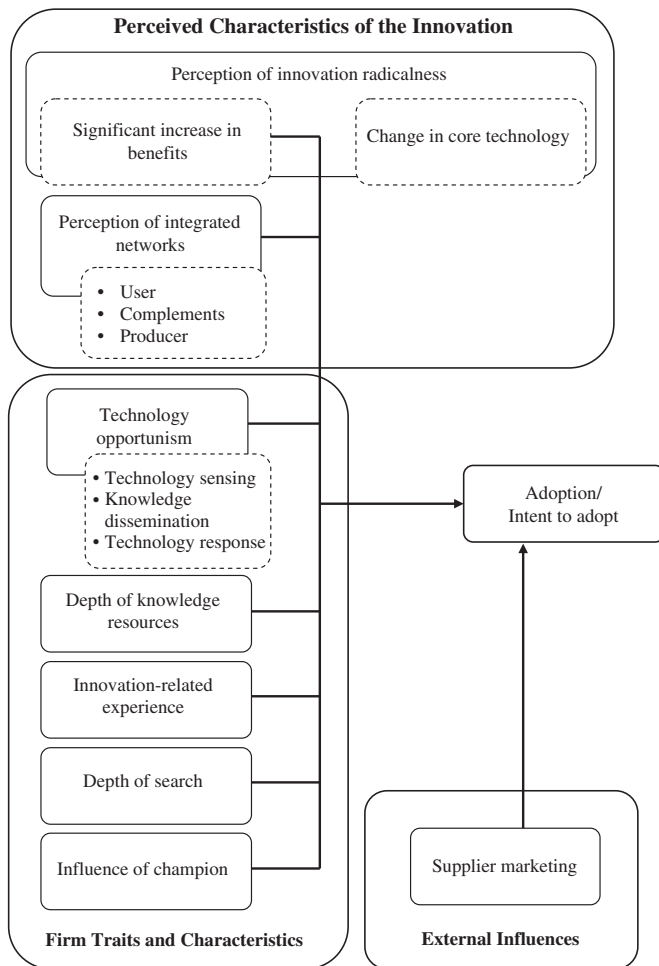 Perceived Characteristics of the Innovation
Perception of innovation radicalness
Significant increase in
benefits
Change in core technology
Perception of integrated
networks
• User
• Complements
• Producer
Technology
opportunism
• Technology sensing
• Knowledge
dissemination
• Technology response
Adoption/
Intent to adopt
Depth of knowledge
resources
Innovation-related
experience
Depth of search
Influence of champion
Supplier marketing
Firm Traits and Characteristics
External Influences